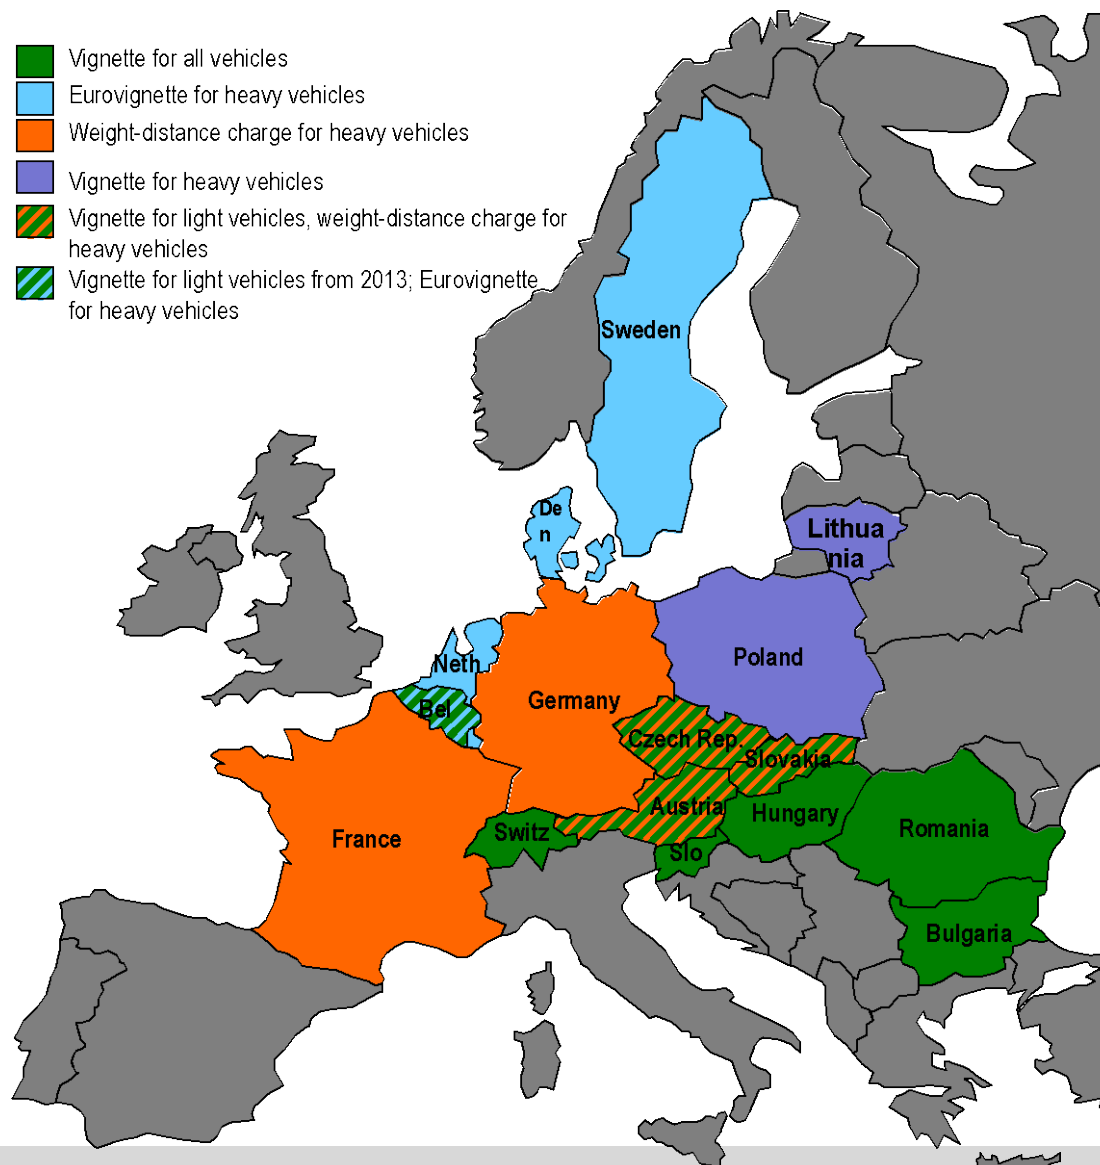 Vignette for all vehicles
Eurovignette for heavy vehicles
Weight-distance charge for heavy vehicles
Vignette for heavy vehicles
Vignette for light vehicles, weight-distance charge for
heavy vehicles
Vignette for light vehicles from 2013; Eurovignette
for heavy vehicles
Sweden
De
n
Lithua
nia
Neth
Poland
Germany
Bel
Czech Rep.
Slovakia
Austria
Hungary
France
Switz
Romania
Slo
Bulgaria